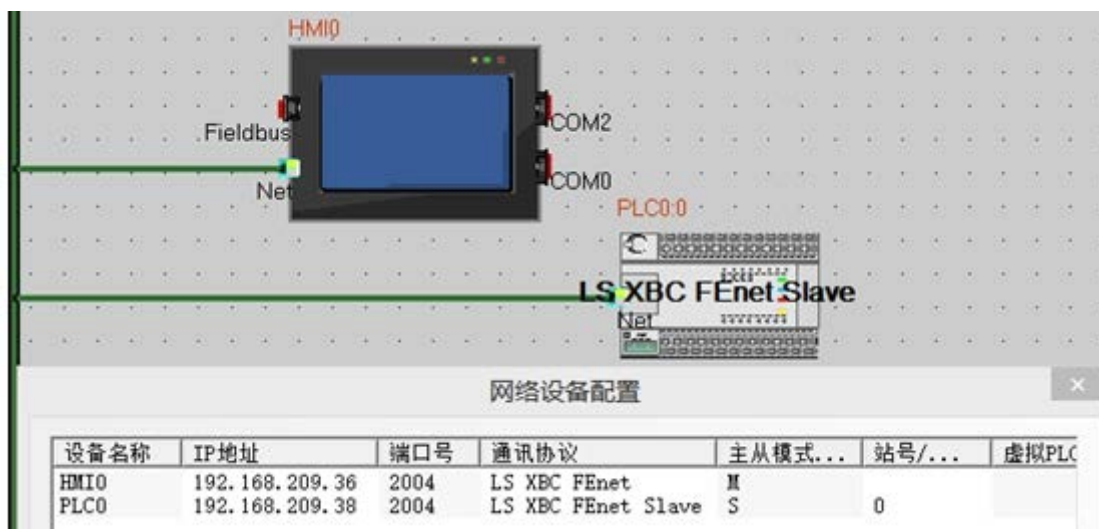 HMI0
Fieldbus
COM2
Net
COM0
PLC0:0
LS XBC FEnet Slave
Net
网络设备配置
设备名称 IP地址 端口号 通讯协议 主从模式... 站号/... 虚拟PLC
HMI0 192.168.209.36 2004 LS XBC FEnet M
PLC0 192.168.209.38 2004 LS XBC FEnet Slave S 0